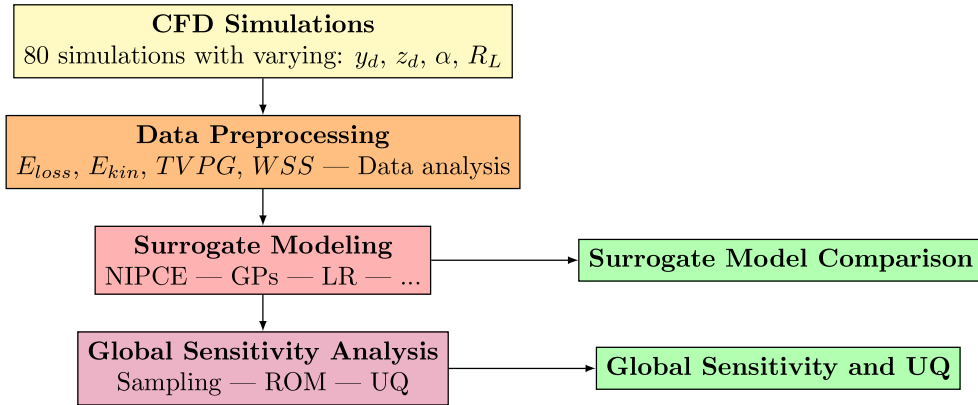 CFD Simulations
80 simulations with varying: y_d, z_d, α, R_L
Data Preprocessing
E_loss, E_kin, TVPG, WSS — Data analysis
Surrogate Modeling
NIPCE — GPs — LR — ...
Surrogate Model Comparison
Global Sensitivity Analysis
Sampling — ROM — UQ
Global Sensitivity and UQ